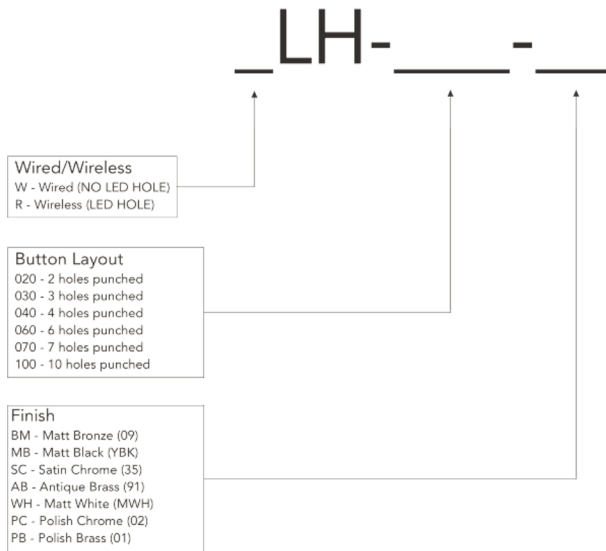 _LH-___-__
Wired/Wireless
W - Wired (NO LED HOLE)
R - Wireless (LED HOLE)
Button Layout
020 - 2 holes punched
030 - 3 holes punched
040 - 4 holes punched
060 - 6 holes punched
070 - 7 holes punched
100 - 10 holes punched
Finish
BM - Matt Bronze (09)
MB - Matt Black (YBK)
SC - Satin Chrome (35)
AB - Antique Brass (91)
WH - Matt White (MWH)
PC - Polish Chrome (02)
PB - Polish Brass (01)